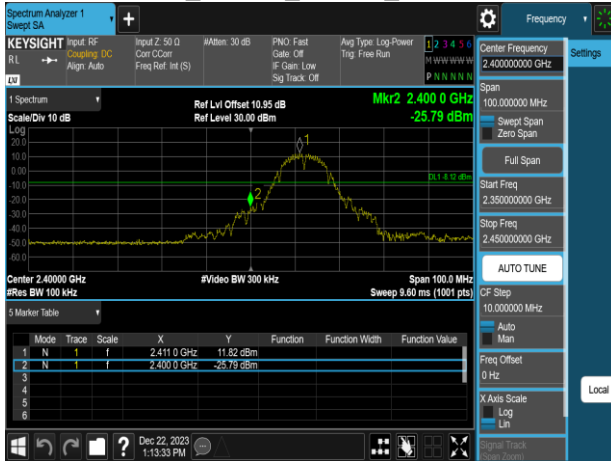 Spectrum Analyzer 1
Swept SA
+
Frequency
KEYSIGHT Input: RF Input Z: 50 Ω #Atten: 30 dB PNO: Fast Avg Type: Log-Power 1 2 3 4 5 6
RL Coupling: DC Corr CCorr Gate: Off Trig: Free Run M W W W W W
Align: Auto Freq Ref: Int (S) IF Gain: Low
LXI Sig Track: Off P N N N N N
1 Spectrum
Ref Lvl Offset 10.95 dB Mkr2 2.400 0 GHz
Scale/Div 10 dB Ref Level 30.00 dBm -25.79 dBm
Log
20.0
10.0
0.00
-10.0
-20.0
-30.0
-40.0
-50.0
-60.0
1
2
DL1 -8.12 dBm
Center 2.40000 GHz #Video BW 300 kHz Span 100.0 MHz
#Res BW 100 kHz Sweep 9.60 ms (1001 pts)
5 Marker Table
Mode Trace Scale X Y Function Function Width Function Value
1 N 1 f 2.411 0 GHz 11.82 dBm
2 N 1 f 2.400 0 GHz -25.79 dBm
3
4
5
6
Center Frequency
2.400000000 GHz
Settings
Span
100.000000 MHz
Swept Span
Zero Span
Full Span
Start Freq
2.350000000 GHz
Stop Freq
2.450000000 GHz
AUTO TUNE
CF Step
10.000000 MHz
Auto
Man
Freq Offset
0 Hz
X Axis Scale
Log
Lin
Local
Signal Track
(Span Zoom)
?
Dec 22, 2023
1:13:33 PM